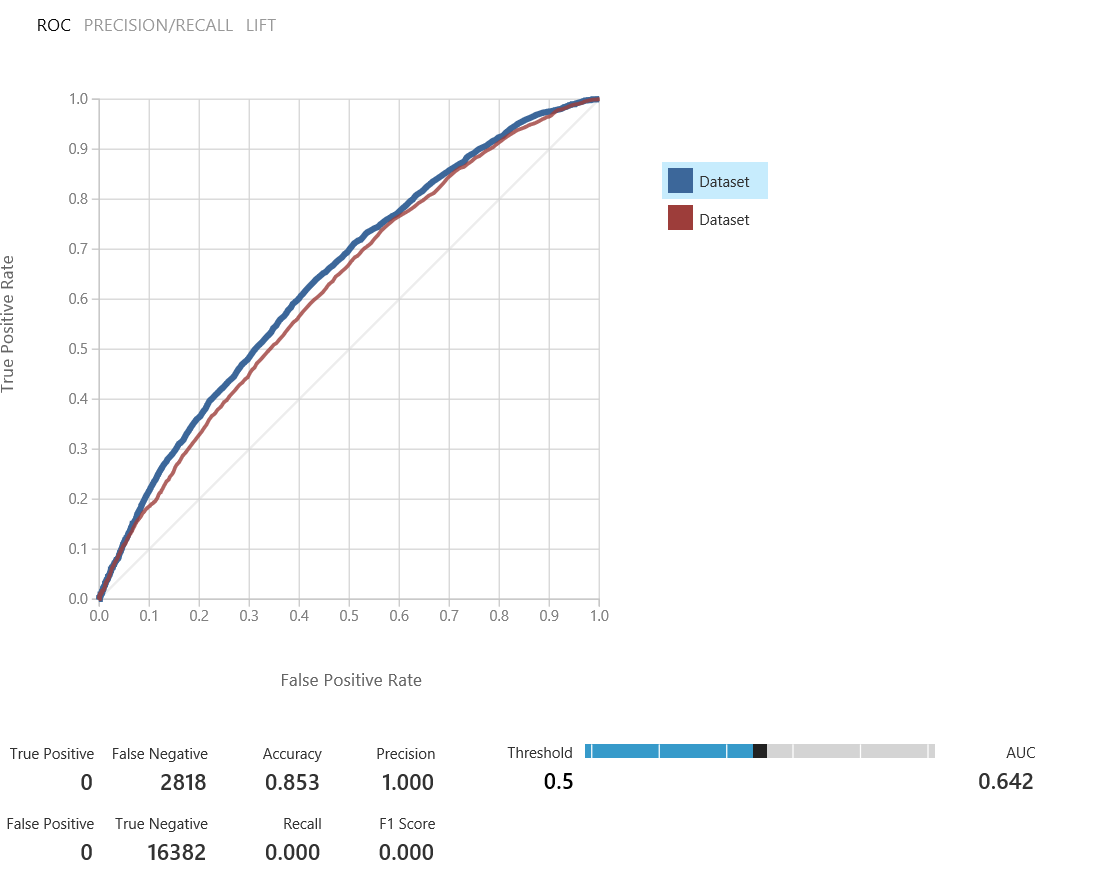 ROC PRECISION/RECALL LIFT
True Positive Rate
1.0
0.9
0.8
0.7
0.6
0.5
0.4
0.3
0.2
0.1
0.0
0.0 0.1 0.2 0.3 0.4 0.5 0.6 0.7 0.8 0.9 1.0
False Positive Rate
Dataset
Dataset
True Positive False Negative Accuracy Precision Threshold AUC
0 2818 0.853 1.000 0.5 0.642
False Positive True Negative Recall F1 Score
0 16382 0.000 0.000